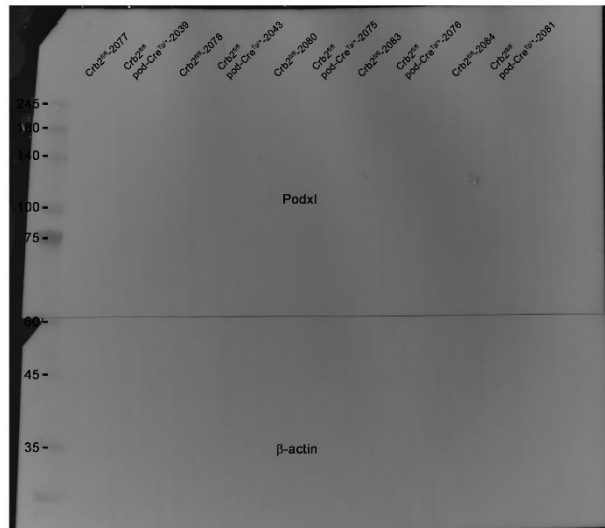 Crb2fl/fl-2077
Crb2fl/fl
pod-CreTg/+-2039
Crb2fl/fl-2078
Crb2fl/fl
pod-CreTg/+-2043
Crb2fl/fl-2080
Crb2fl/fl
pod-CreTg/+-2075
Crb2fl/fl-2083
Crb2fl/fl
pod-CreTg/+-2076
Crb2fl/fl-2084
Crb2fl/fl
pod-CreTg/+-2081
245-
180-
140-
Podxl
100-
75-
60-
45-
35-
β-actin